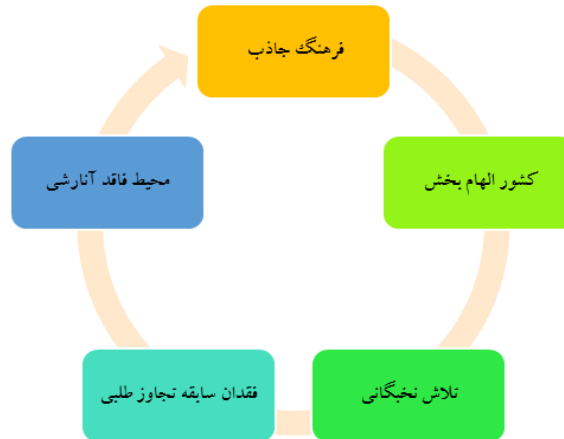 فرهنگ جاذب
کشور الهام بخش
تلاش نخبگانی
فقدان سابقه تجاوز طلبی
محیط فاقد آنارشی